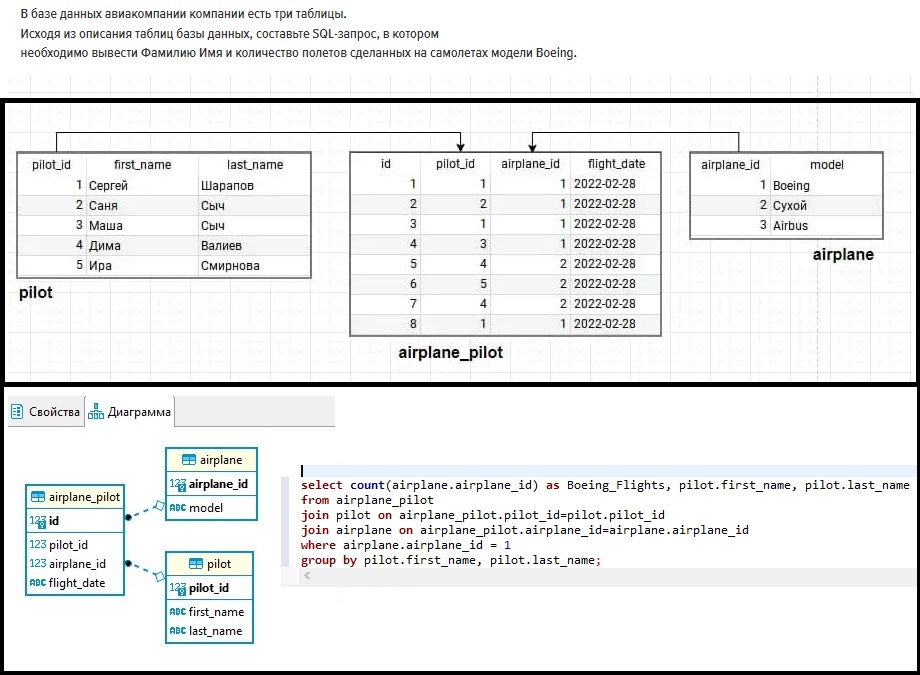 В базе данных авиакомпании компании есть три таблицы.
Исходя из описания таблиц базы данных, составьте SQL-запрос, в котором
необходимо вывести Фамилию Имя и количество полетов сделанных на самолетах модели Boeing.
pilot_id first_name last_name
1 Сергей Шарапов
2 Саня Сыч
3 Маша Сыч
4 Дима Валиев
5 Ира Смирнова
pilot
id pilot_id airplane_id flight_date
1 1 1 2022-02-28
2 2 1 2022-02-28
3 1 1 2022-02-28
4 3 1 2022-02-28
5 4 2 2022-02-28
6 5 2 2022-02-28
7 4 2 2022-02-28
8 1 1 2022-02-28
airplane_pilot
airplane_id model
1 Boeing
2 Сухой
3 Airbus
airplane
Свойства Диаграмма
airplane_pilot
123 id
123 pilot_id
123 airplane_id
ABC flight_date
airplane
123 airplane_id
ABC model
pilot
123 pilot_id
ABC first_name
ABC last_name
select count(airplane.airplane_id) as Boeing_Flights, pilot.first_name, pilot.last_name
from airplane_pilot
join pilot on airplane_pilot.pilot_id=pilot.pilot_id
join airplane on airplane_pilot.airplane_id=airplane.airplane_id
where airplane.airplane_id = 1
group by pilot.first_name, pilot.last_name;